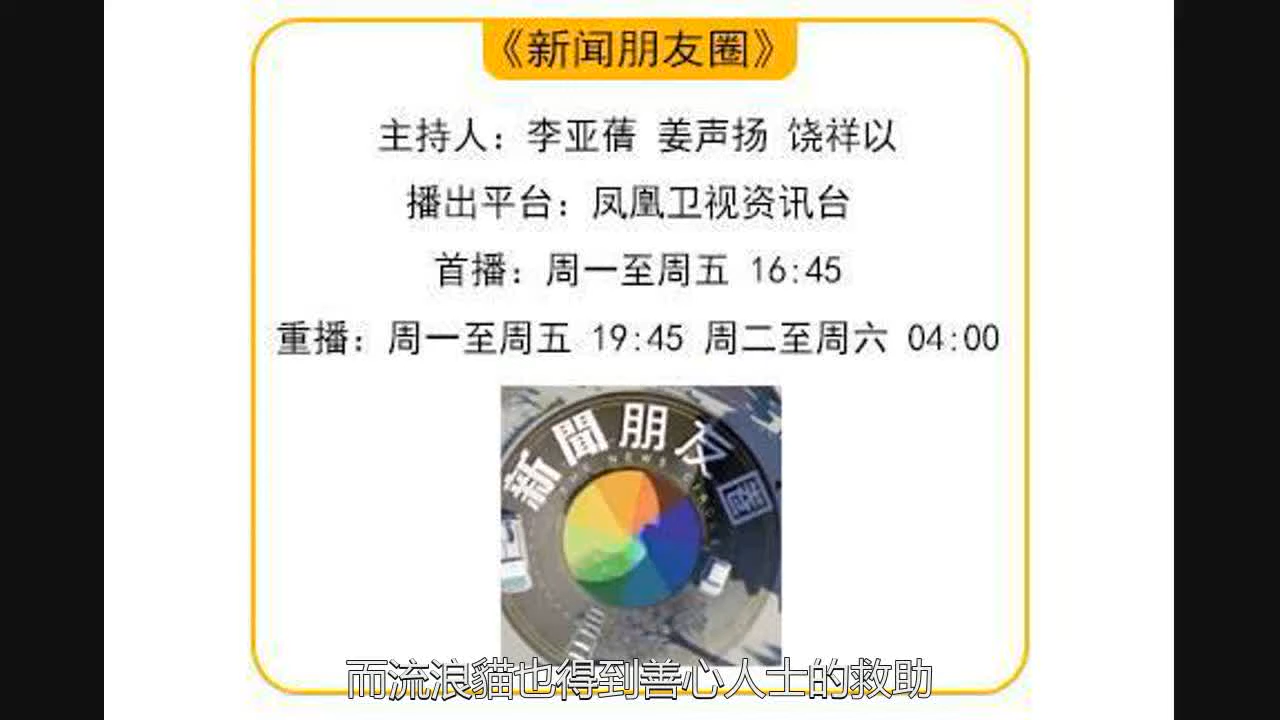 《新闻朋友圈》
主持人：李亚蒨 姜声扬 饶祥以
播出平台：凤凰卫视资讯台
首播：周一至周五 16:45
重播：周一至周五 19:45 周二至周六 04:00
新聞朋友圈
THE NEWS CIRCLE
而流浪貓也得到善心人士的救助